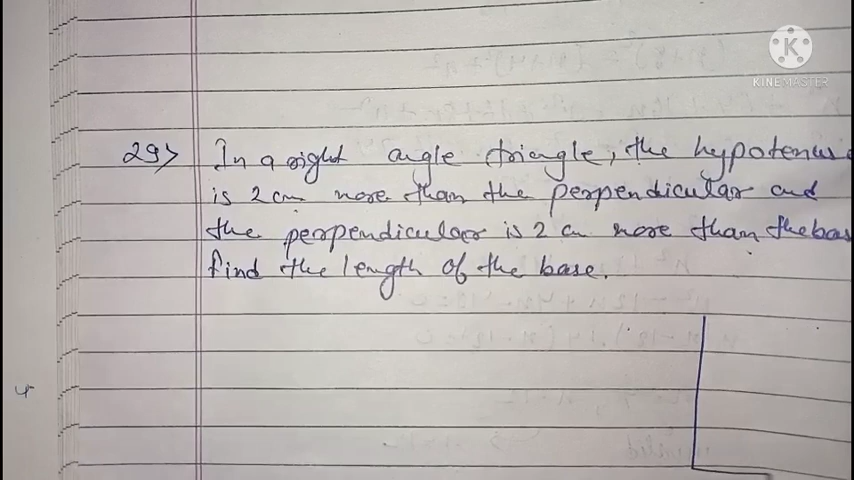 K
KINEMASTER
29> In a right angle triangle, the hypotenuse
is 2 cm more than the perpendicular and
the perpendicular is 2 cm more than the bas
find the length of the base.